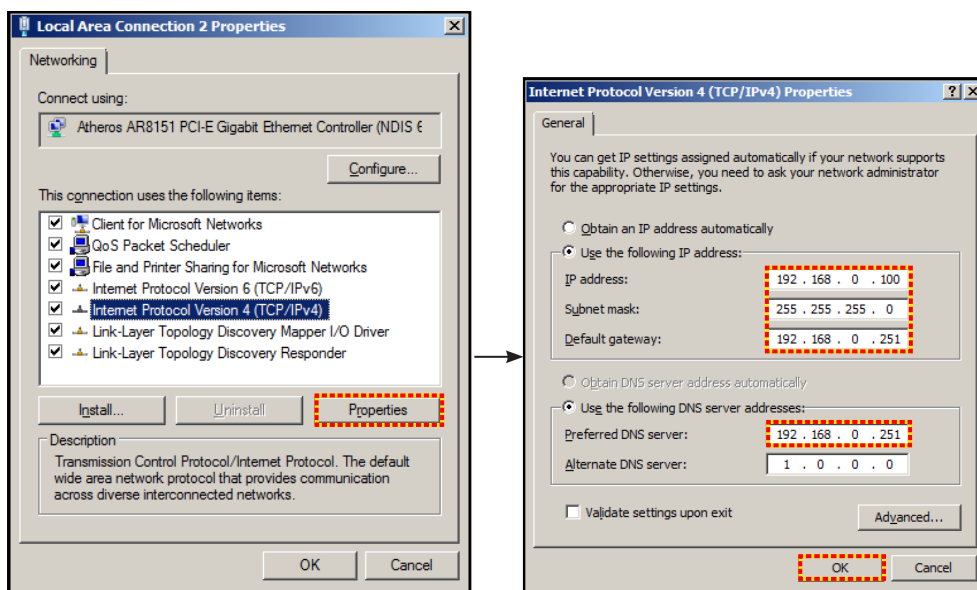 Local Area Connection 2 Properties
Networking
Connect using:
Atheros AR8151 PCI-E Gigabit Ethernet Controller (NDIS 6
Configure...
This connection uses the following items:
Client for Microsoft Networks
QoS Packet Scheduler
File and Printer Sharing for Microsoft Networks
Internet Protocol Version 6 (TCP/IPv6)
Internet Protocol Version 4 (TCP/IPv4)
Link-Layer Topology Discovery Mapper I/O Driver
Link-Layer Topology Discovery Responder
Install... Uninstall Properties
Description
Transmission Control Protocol/Internet Protocol. The default
wide area network protocol that provides communication
across diverse interconnected networks.
OK Cancel
Internet Protocol Version 4 (TCP/IPv4) Properties
General
You can get IP settings assigned automatically if your network supports
this capability. Otherwise, you need to ask your network administrator
for the appropriate IP settings.
Obtain an IP address automatically
Use the following IP address:
IP address: 192 . 168 . 0 . 100
Subnet mask: 255 . 255 . 255 . 0
Default gateway: 192 . 168 . 0 . 251
Obtain DNS server address automatically
Use the following DNS server addresses:
Preferred DNS server: 192 . 168 . 0 . 251
Alternate DNS server: 1 . 0 . 0 . 0
Validate settings upon exit
Advanced...
OK Cancel